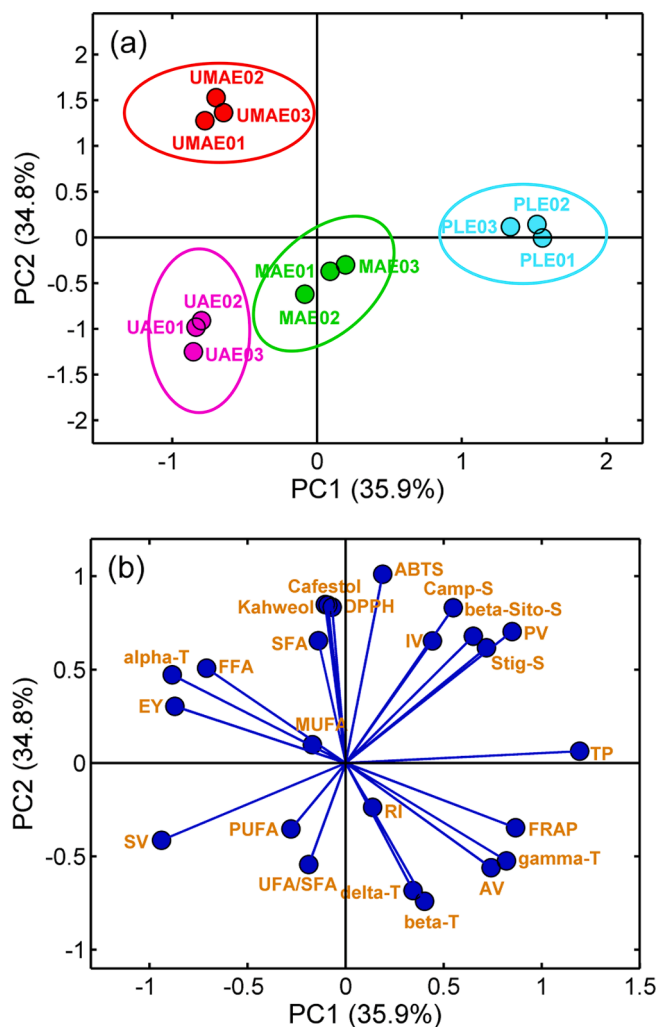 (a)
2
1.5
1
0.5
0
-0.5
-1
-1.5
-2
PC2 (34.8%)
UMAE02
UMAE03
UMAE01
PLE02
PLE03
PLE01
MAE01
MAE03
MAE02
UAE02
UAE01
UAE03
-1
0
1
2
PC1 (35.9%)
(b)
1
0.5
0
-0.5
-1
PC2 (34.8%)
ABTS
Cafestol
Camp-S
Kahweol
DPPH
beta-Sito-S
SFA
IV
PV
alpha-T
FFA
Stig-S
EY
MUFA
TP
RI
SV
PUFA
FRAP
UFA/SFA
delta-T
gamma-T
AV
beta-T
-1
-0.5
0
0.5
1
1.5
PC1 (35.9%)